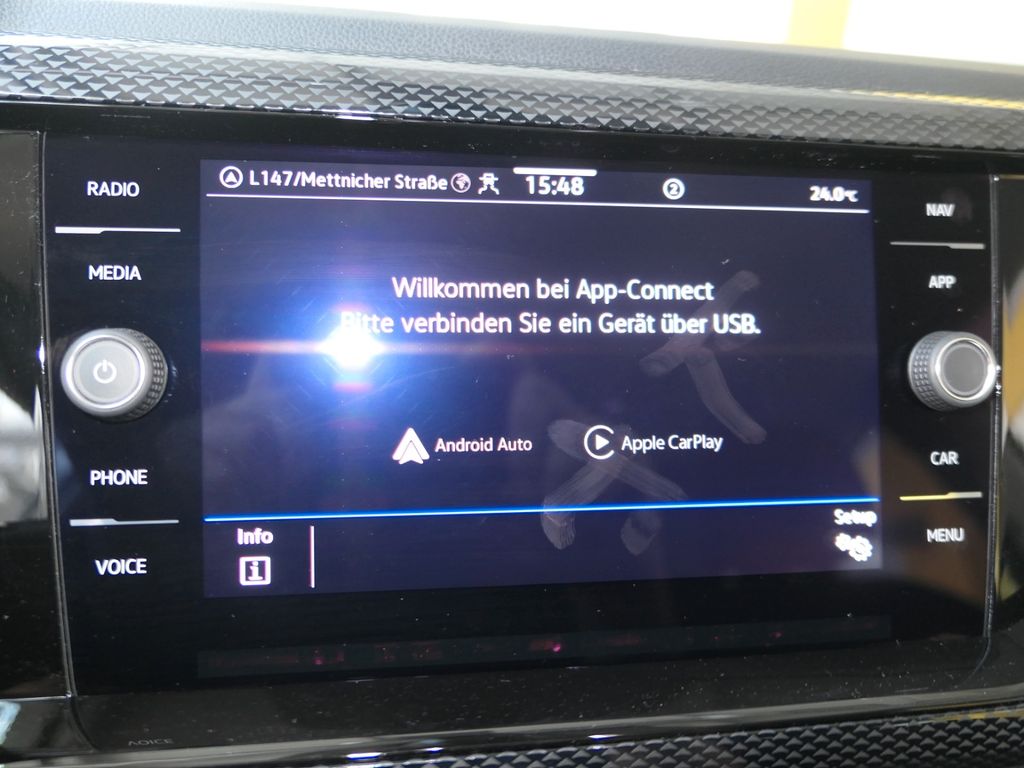 RADIO
MEDIA
PHONE
VOICE
L147/Mettnicher Straße
15:48
2
24.0°C
Willkommen bei App-Connect
Bitte verbinden Sie ein Gerät über USB.
Android Auto
Apple CarPlay
Info
i
Setup
NAV
APP
CAR
MENU